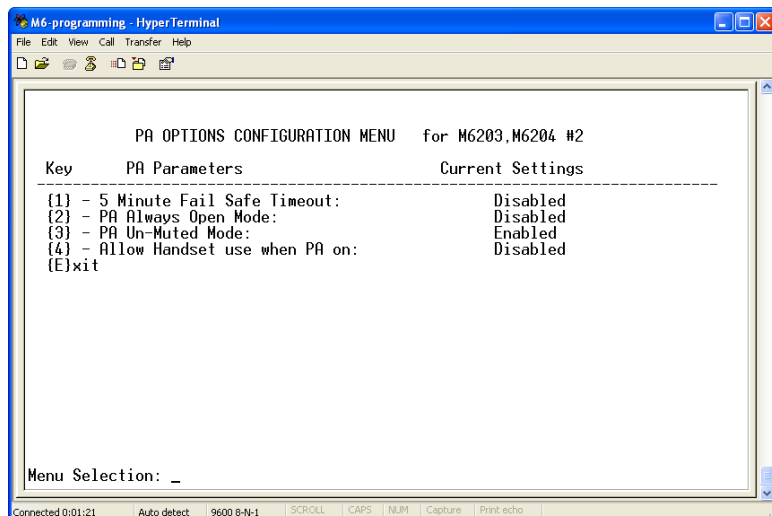 M6-programming - HyperTerminal
File Edit View Call Transfer Help
PA OPTIONS CONFIGURATION MENU for M6203,M6204 #2
Key PA Parameters Current Settings
{1} - 5 Minute Fail Safe Timeout: Disabled
{2} - PA Always Open Mode: Disabled
{3} - PA Un-Muted Mode: Enabled
{4} - Allow Handset use when PA on: Disabled
{E}xit
Menu Selection: _
Connected 0:01:21 Auto detect 9600 8-N-1 SCROLL CAPS NUM Capture Print echo